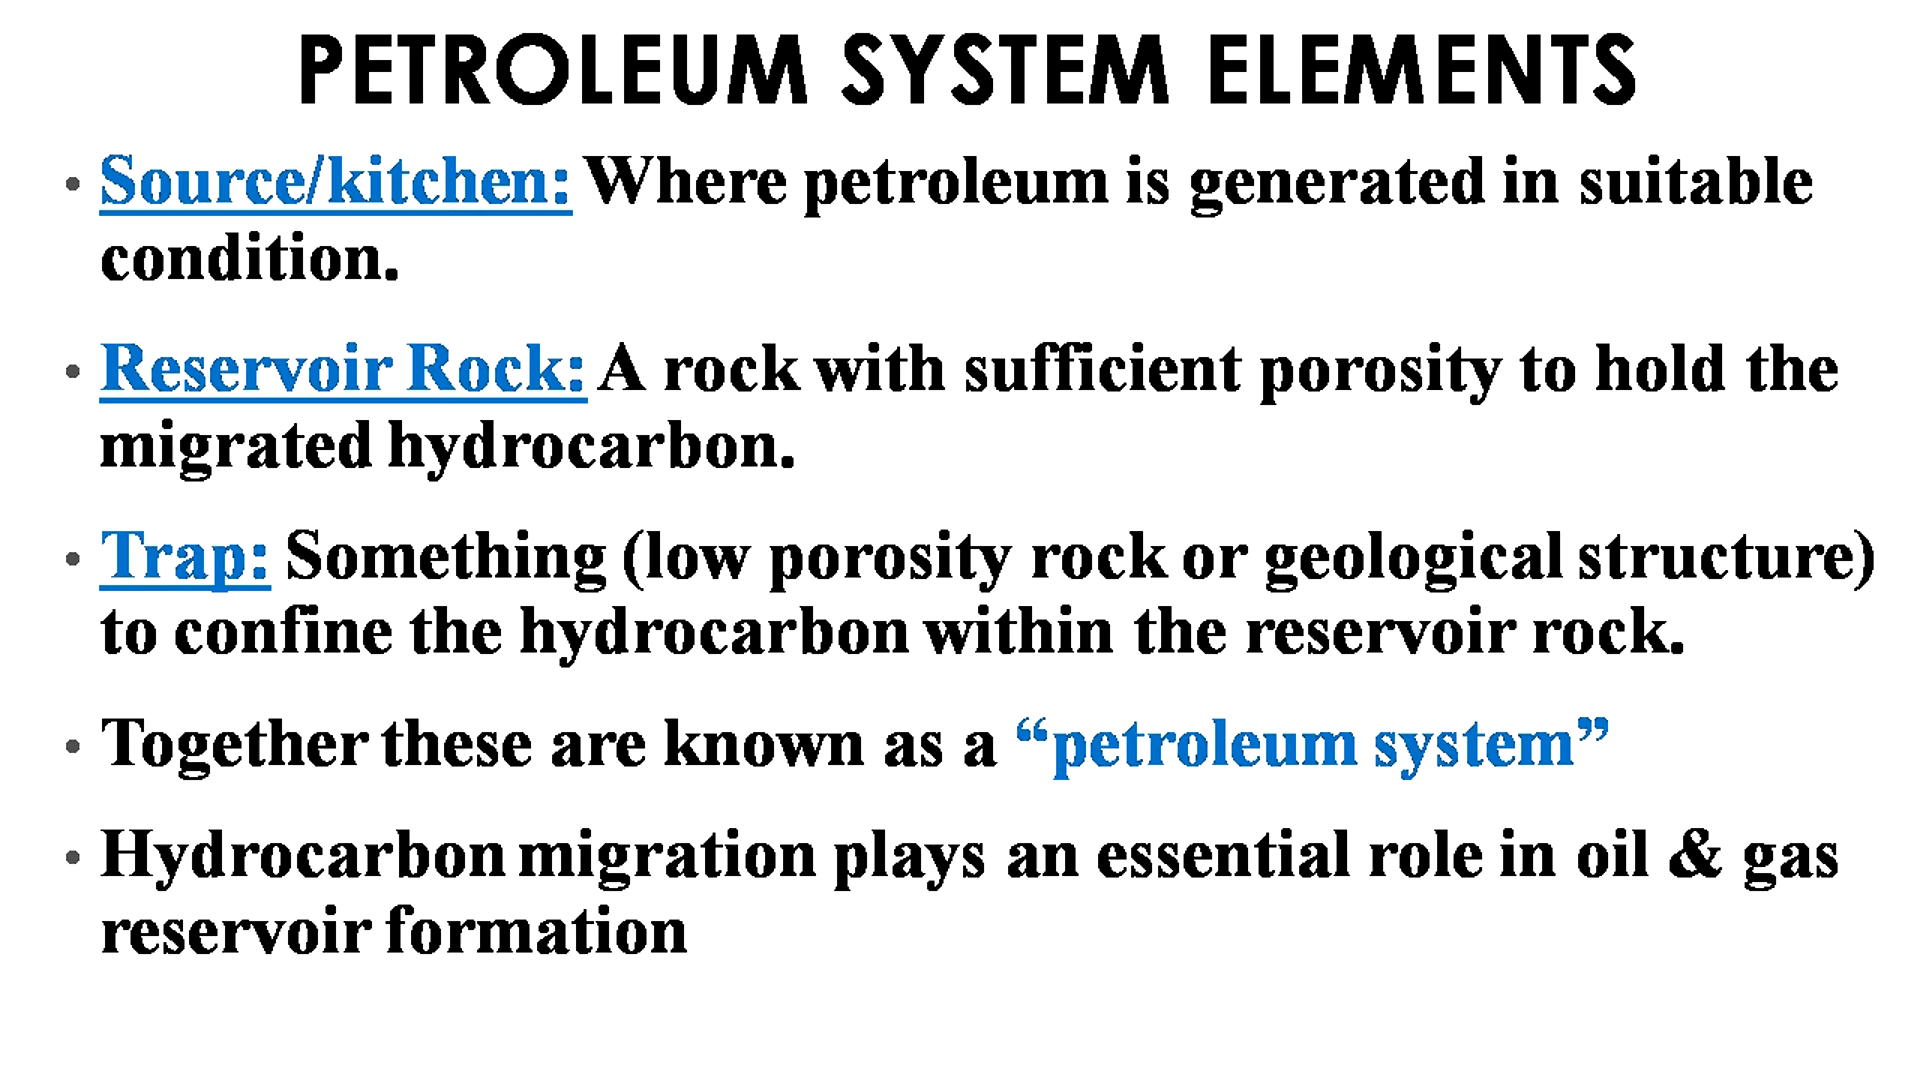 PETROLEUM SYSTEM ELEMENTS
• Source/kitchen: Where petroleum is generated in suitable
condition.
• Reservoir Rock: A rock with sufficient porosity to hold the
migrated hydrocarbon.
• Trap: Something (low porosity rock or geological structure)
to confine the hydrocarbon within the reservoir rock.
• Together these are known as a “petroleum system”
• Hydrocarbon migration plays an essential role in oil & gas
reservoir formation